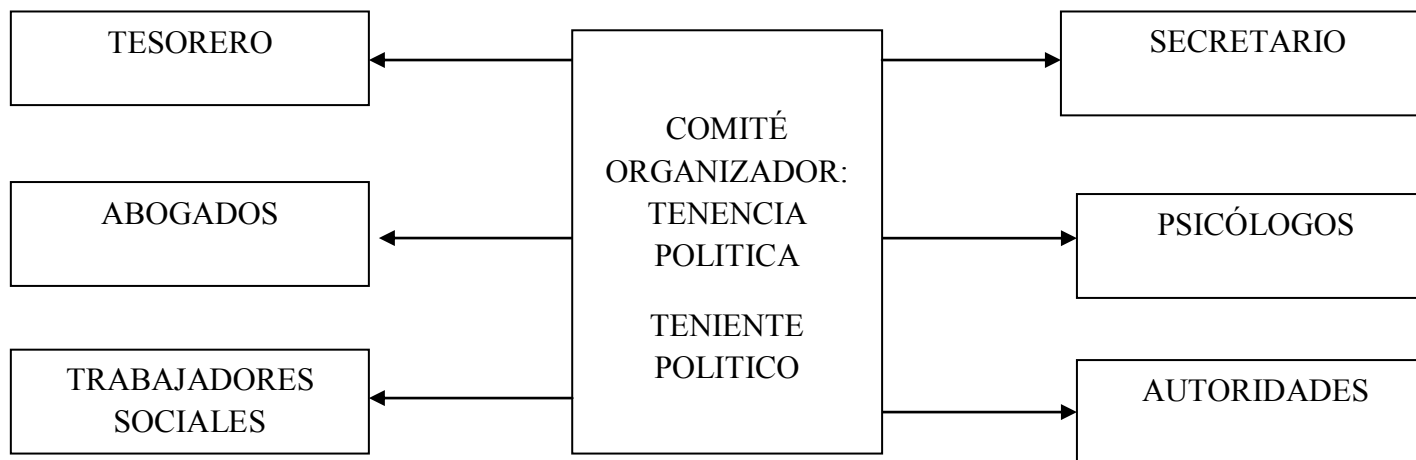 TESORERO
SECRETARIO
COMITÉ
ORGANIZADOR:
TENENCIA
POLITICA
TENIENTE
POLITICO
ABOGADOS
PSICÓLOGOS
TRABAJADORES
SOCIALES
AUTORIDADES